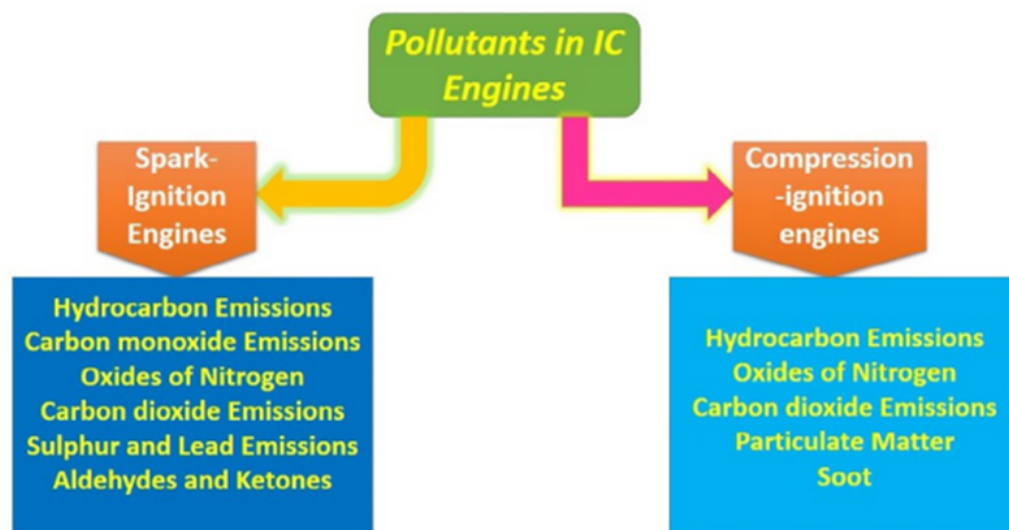 Pollutants in IC
Engines
Spark-
Ignition
Engines
Hydrocarbon Emissions
Carbon monoxide Emissions
Oxides of Nitrogen
Carbon dioxide Emissions
Sulphur and Lead Emissions
Aldehydes and Ketones
Compression
-ignition
engines
Hydrocarbon Emissions
Oxides of Nitrogen
Carbon dioxide Emissions
Particulate Matter
Soot